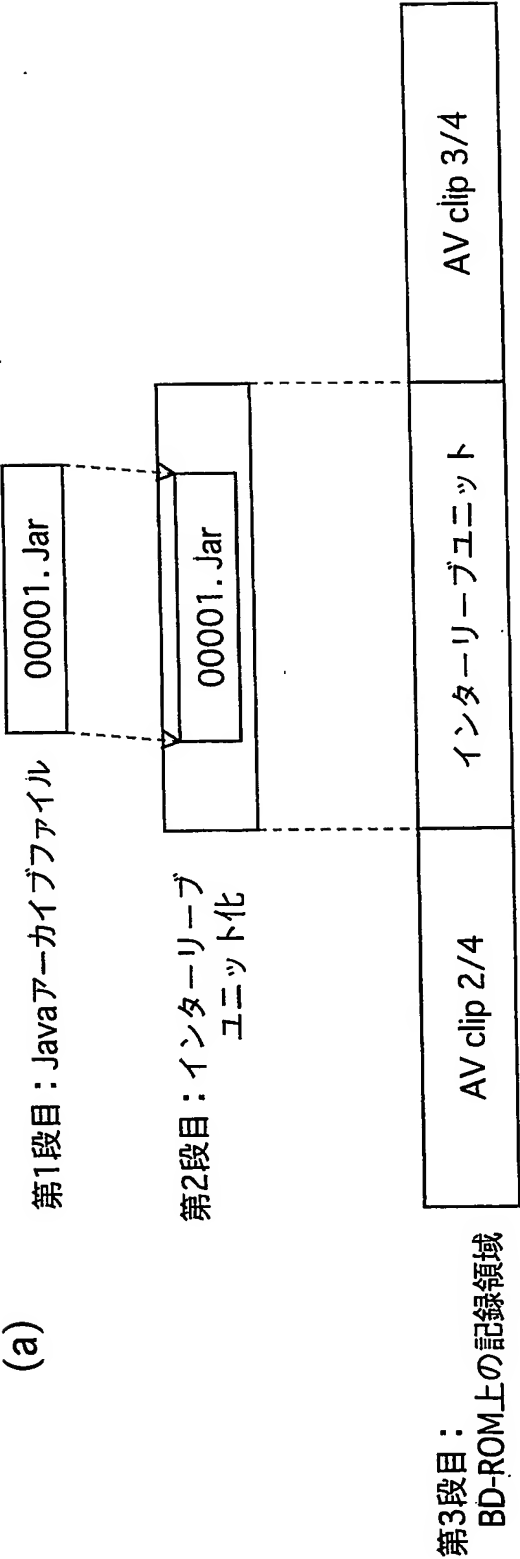 (a)
第1段目：Javaアーカイブファイル
00001. Jar
第2段目：インターリーブ
ユニット化
00001. Jar
第3段目：
BD-ROM上の記録領域
AV clip 2/4
インターリーブユニット
AV clip 3/4